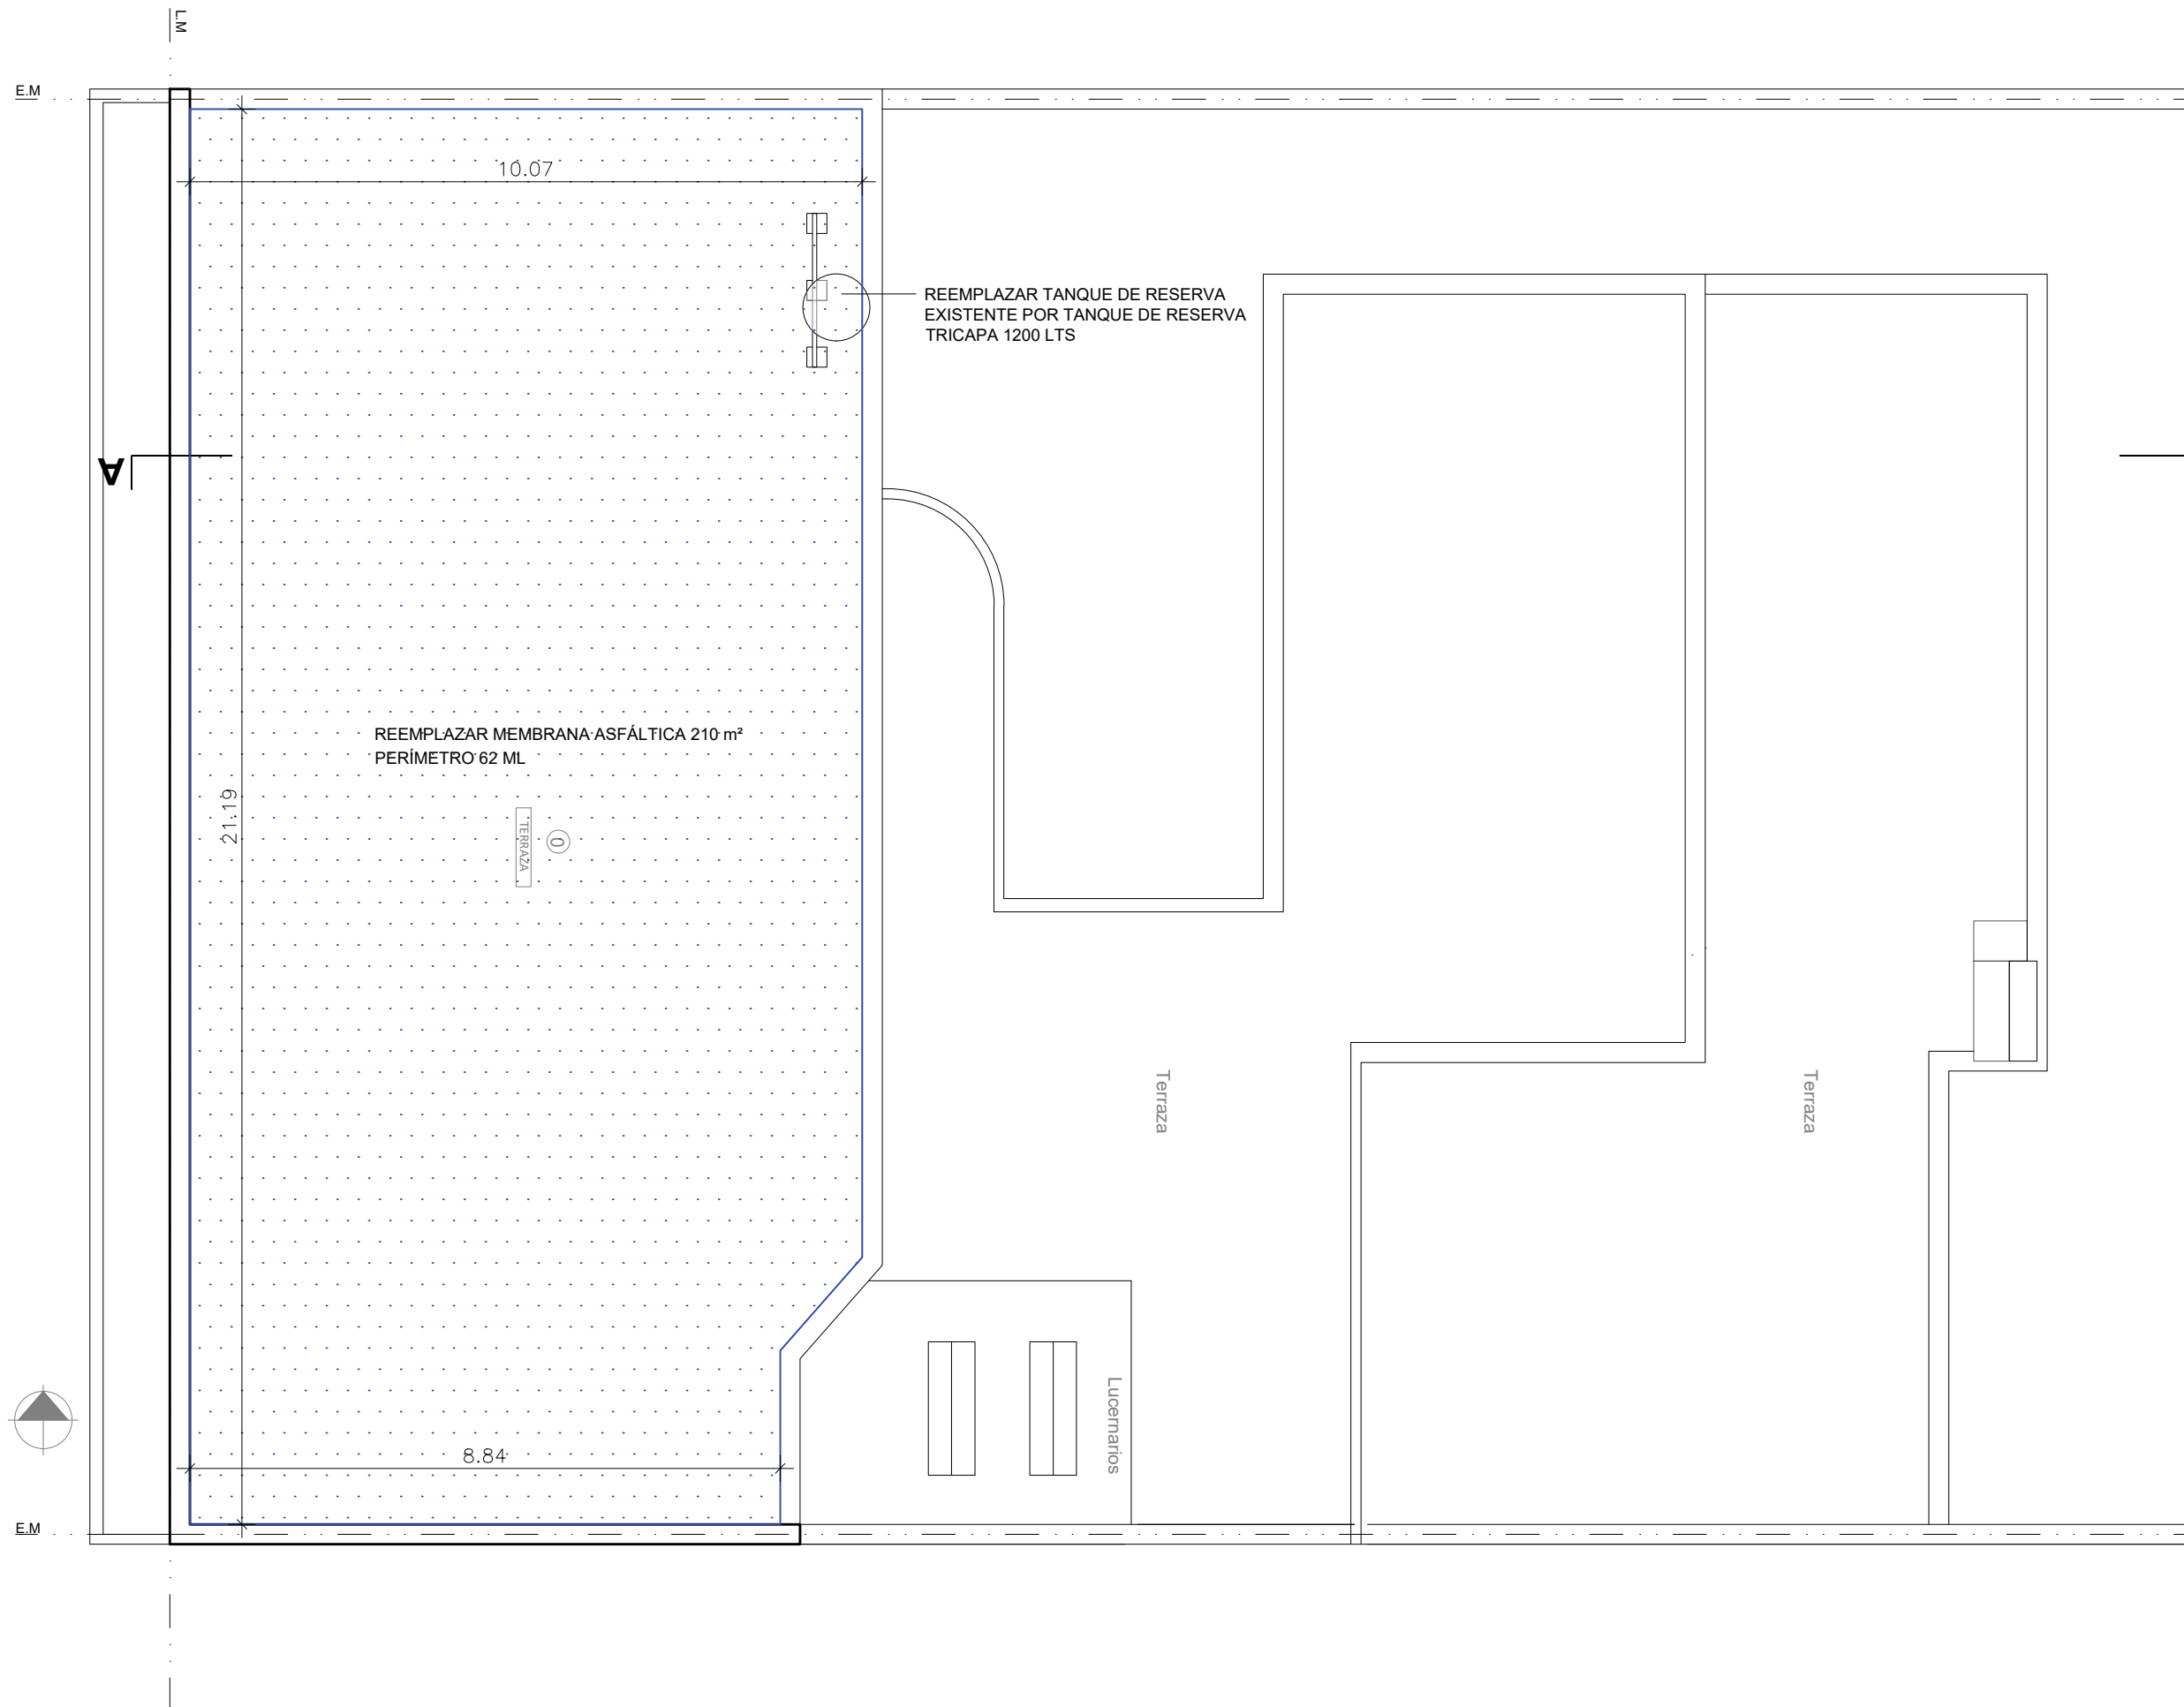 L.M
E.M
10.07
REEMPLAZAR TANQUE DE RESERVA
EXISTENTE POR TANQUE DE RESERVA
TRICAPA 1200 LTS
A
REEMPLAZAR MEMBRANA ASFÁLTICA 210 m²
PERÍMETRO 62 ML
21.19
TERRAZA
0
Terraza
Terraza
Lucernarios
8.84
E.M